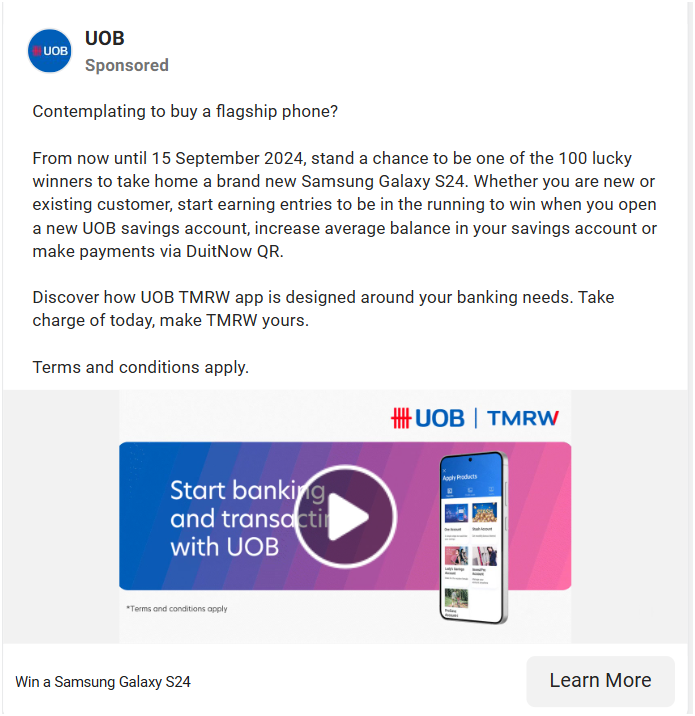 UOB
UOB
Sponsored
Contemplating to buy a flagship phone?
From now until 15 September 2024, stand a chance to be one of the 100 lucky
winners to take home a brand new Samsung Galaxy S24. Whether you are new or
existing customer, start earning entries to be in the running to win when you open
a new UOB savings account, increase average balance in your savings account or
make payments via DuitNow QR.
Discover how UOB TMRW app is designed around your banking needs. Take
charge of today, make TMRW yours.
Terms and conditions apply.
UOB | TMRW
Start banking
and transacting
with UOB
Apply Products
*Terms and conditions apply
Win a Samsung Galaxy S24
Learn More